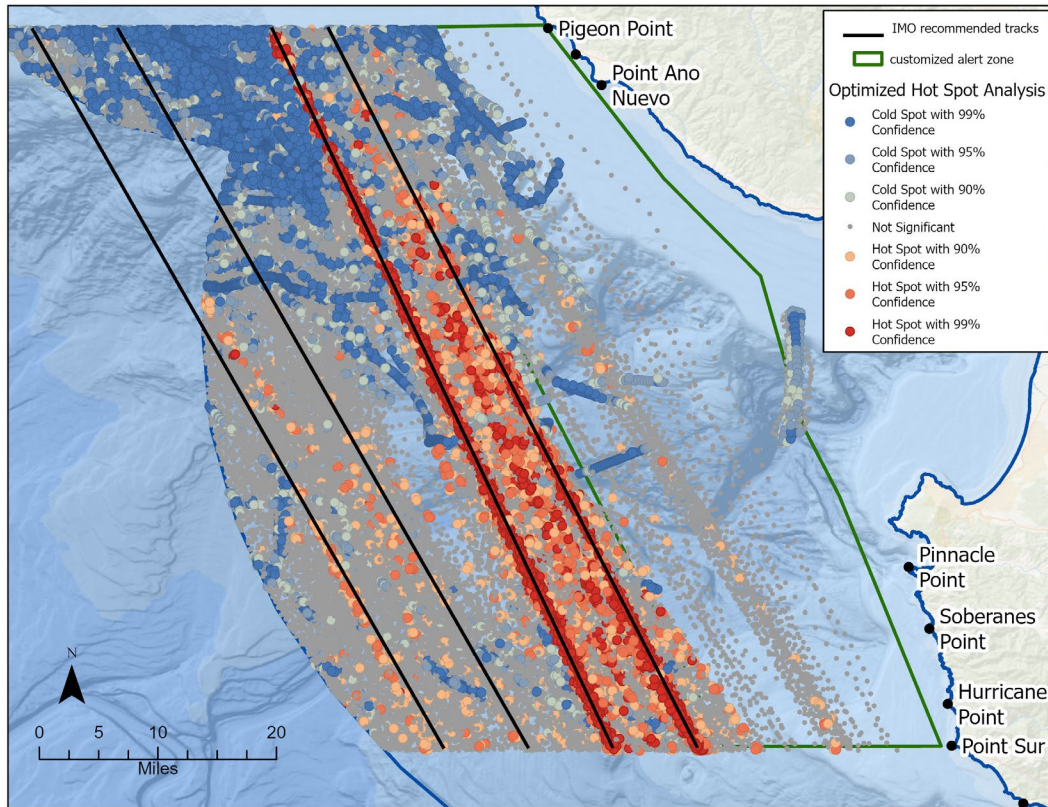 Pigeon Point
Point Ano
Nuevo
IMO recommended tracks
customized alert zone
Optimized Hot Spot Analysis
Cold Spot with 99%
Confidence
Cold Spot with 95%
Confidence
Cold Spot with 90%
Confidence
Not Significant
Hot Spot with 90%
Confidence
Hot Spot with 95%
Confidence
Hot Spot with 99%
Confidence
Pinnacle
Point
Soberanes
Point
Hurricane
Point
Point Sur
N
0 5 10 20
Miles